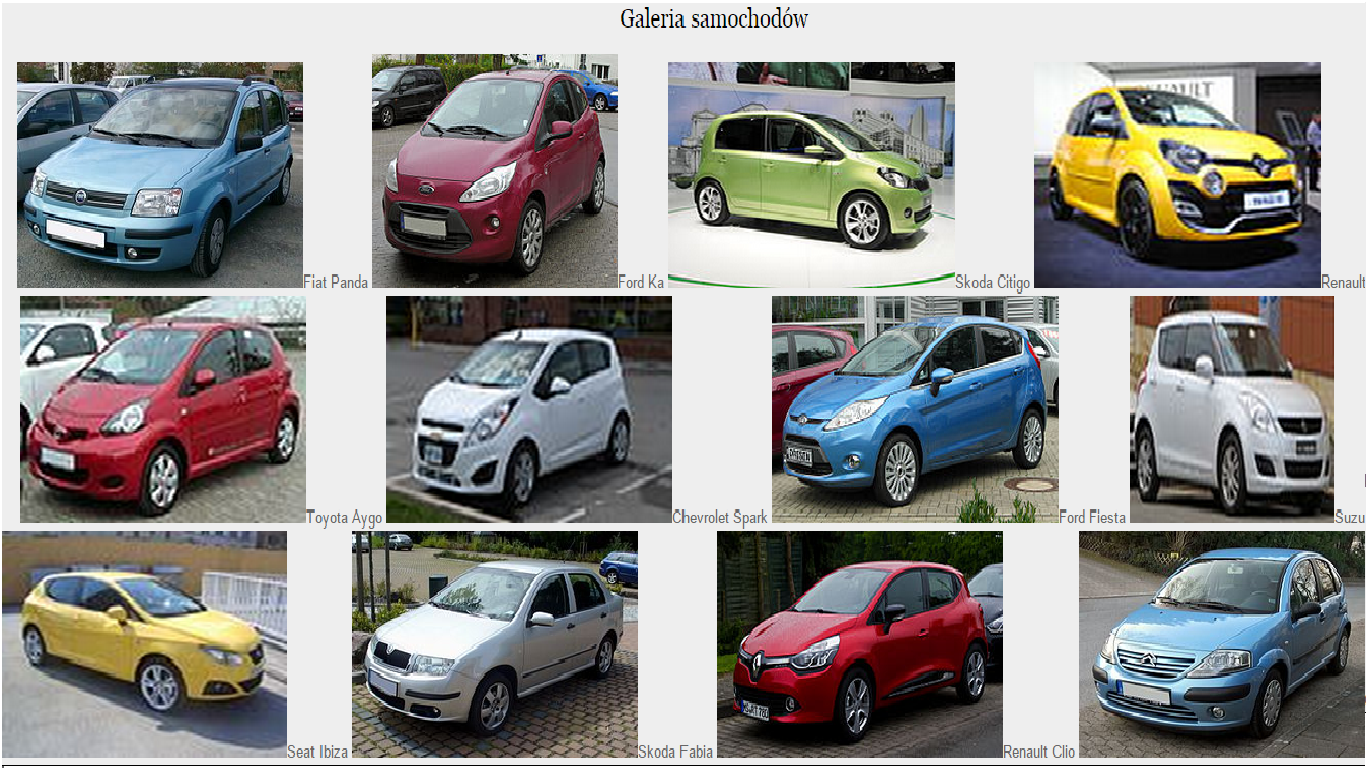 Galeria samochodów
Fiat Panda
Ford Ka
Skoda Citigo
Renault
Toyota Aygo
Chevrolet Spark
Ford Fiesta
Suzu
Seat Ibiza
Skoda Fabia
Renault Clio